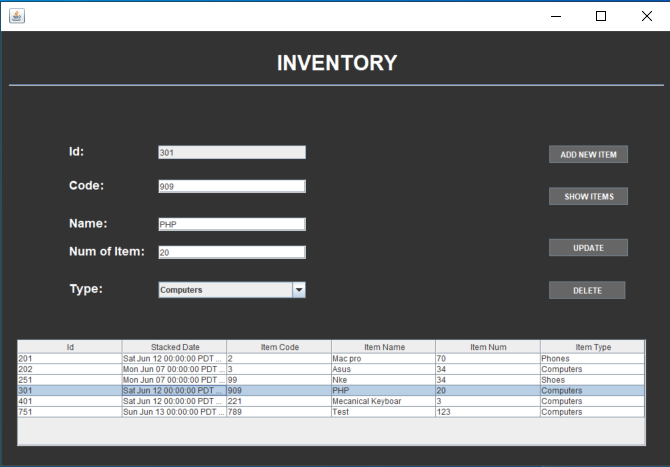 INVENTORY
Id: 301 ADD NEW ITEM
Code: 909 SHOW ITEMS
Name: PHP
Num of Item: 20 UPDATE
Type: Computers DELETE
Id Stacked Date Item Code Item Name Item Num Item Type
201 Sat Jun 12 00:00:00 PDT ... 2 Mac pro 70 Phones
202 Mon Jun 07 00:00:00 PDT ... 3 Asus 34 Computers
251 Mon Jun 07 00:00:00 PDT ... 99 Nke 34 Shoes
301 Sat Jun 12 00:00:00 PDT ... 909 PHP 20 Computers
401 Sat Jun 12 00:00:00 PDT ... 221 Mecanical Keyboar 3 Computers
751 Sun Jun 13 00:00:00 PDT ... 789 Test 123 Computers